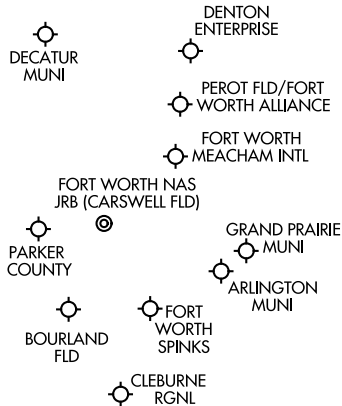 DENTON
ENTERPRISE
DECATUR
MUNI
PEROT FLD/FORT
WORTH ALLIANCE
FORT WORTH
MEACHAM INTL
FORT WORTH NAS
JRB (CARSWELL FLD)
GRAND PRAIRIE
MUNI
PARKER
COUNTY
ARLINGTON
MUNI
BOURLAND
FLD
FORT
WORTH
SPINKS
CLEBURNE
RGNL